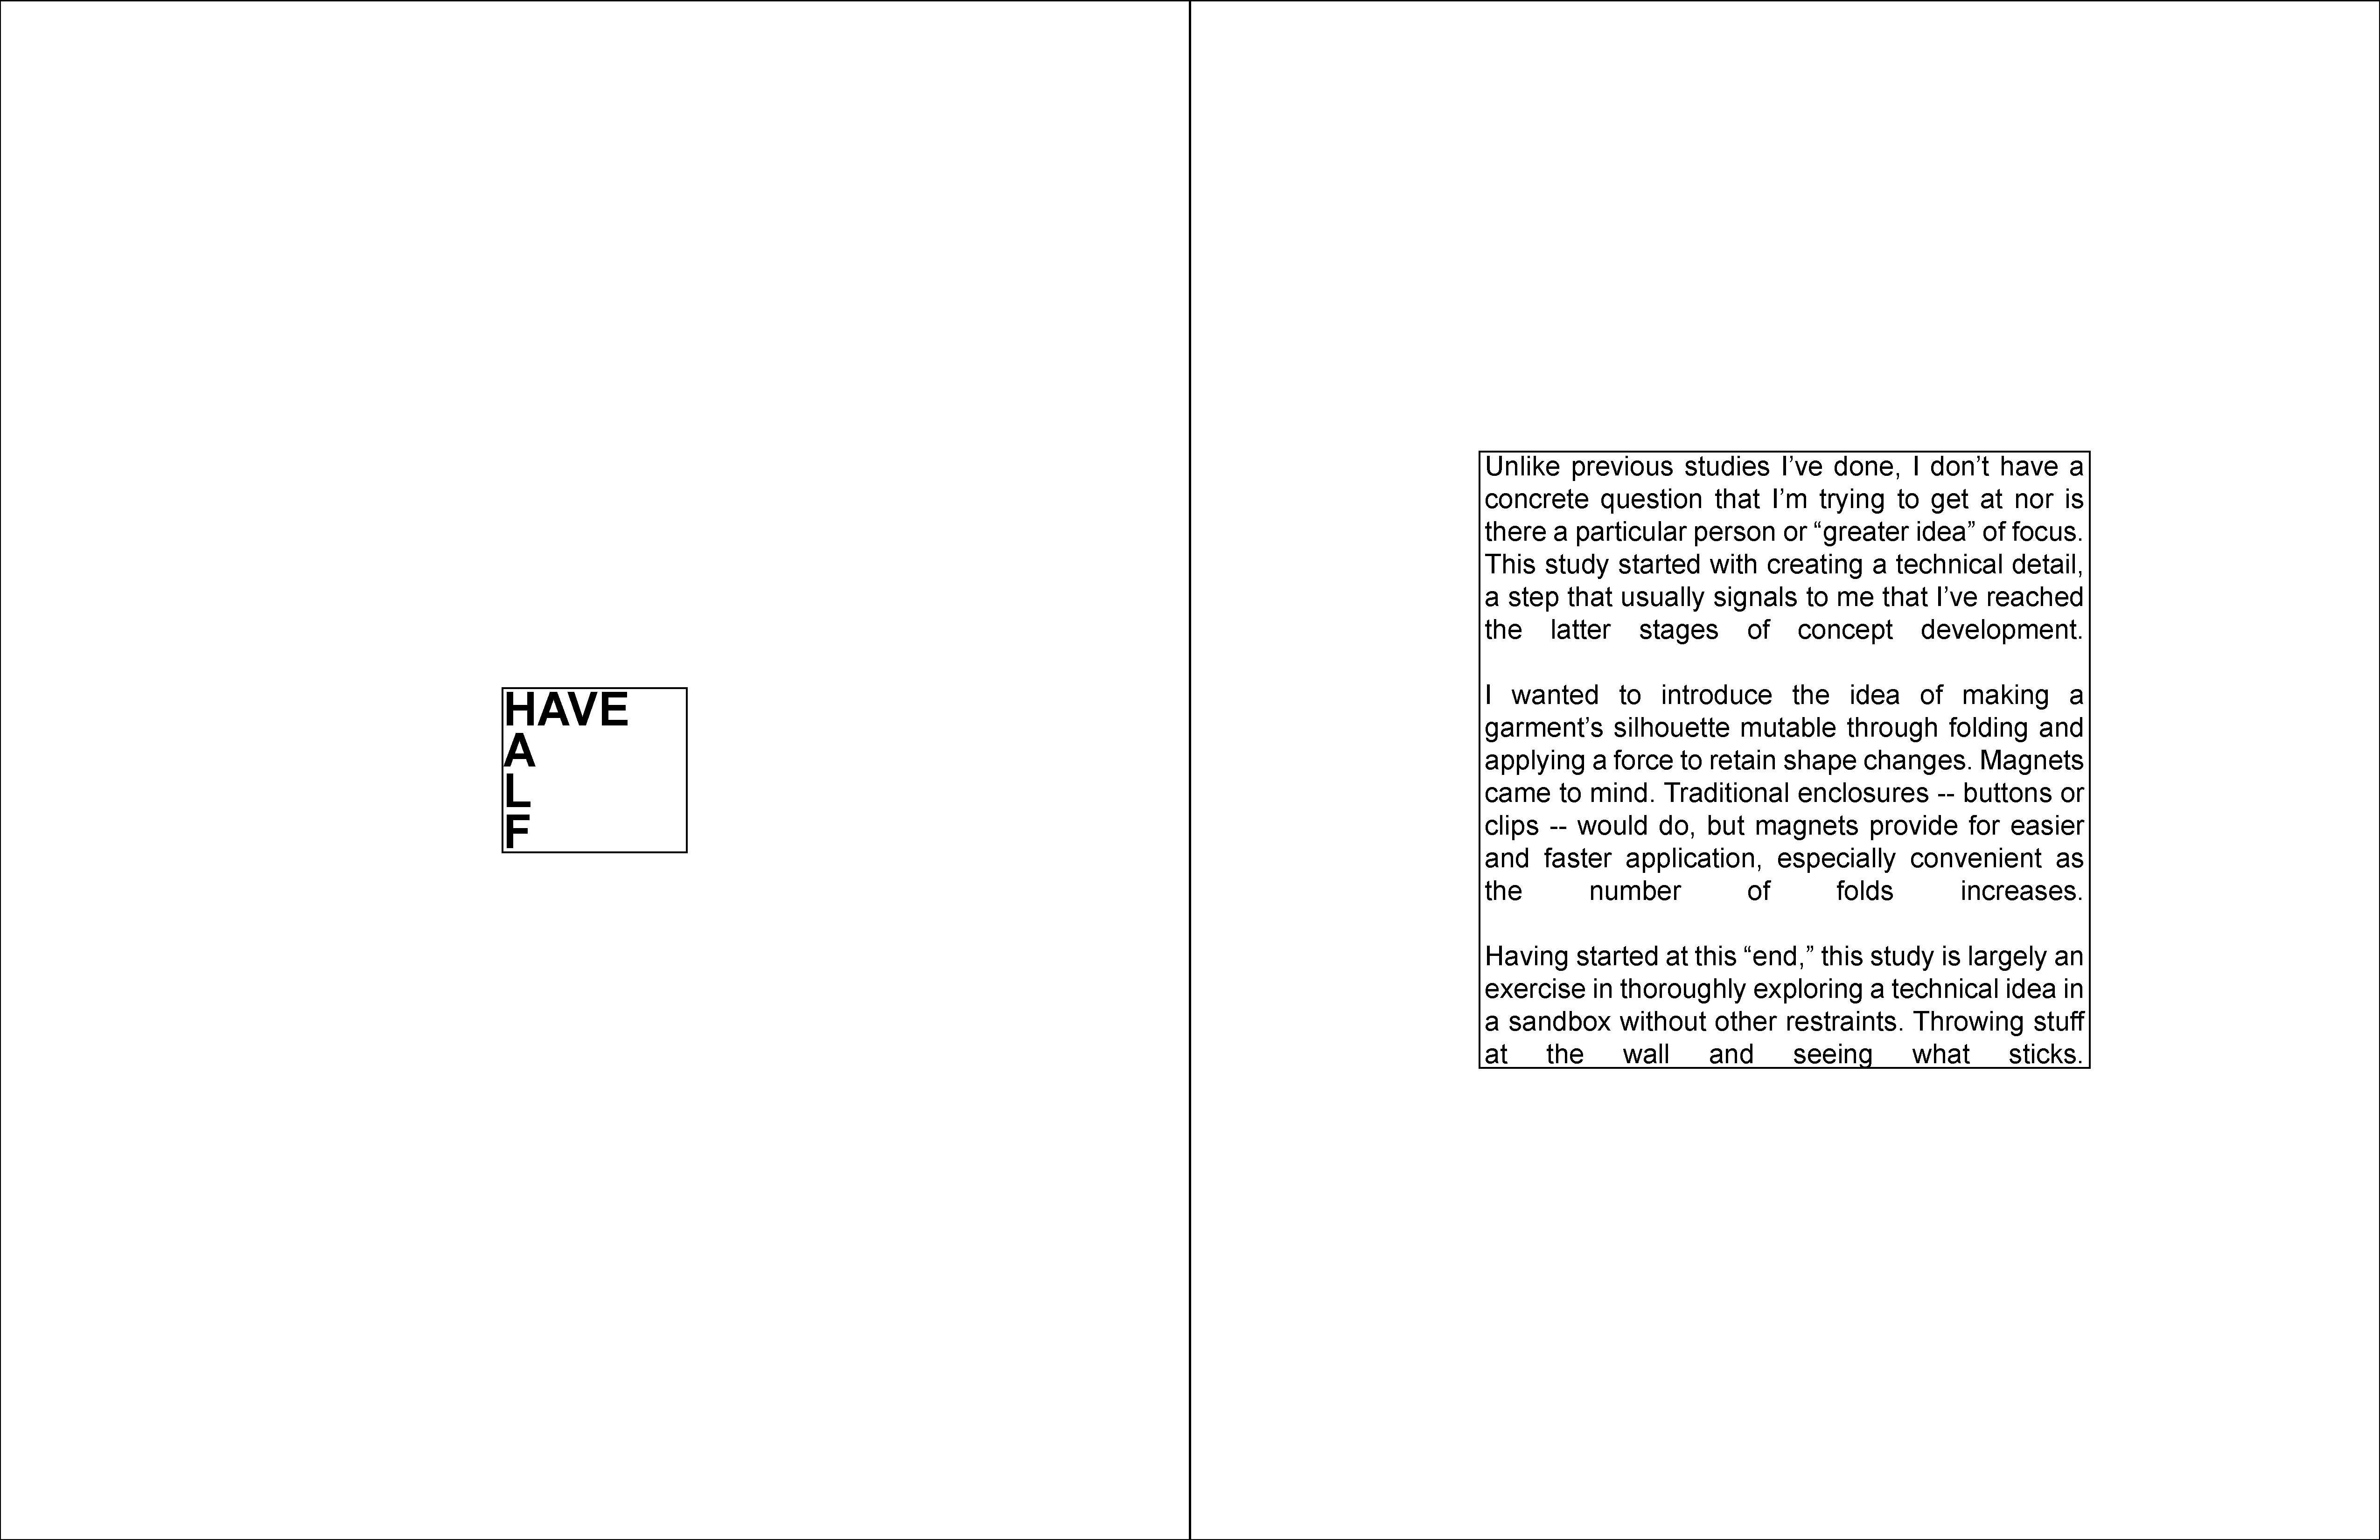 HAVE
A
L
F
Unlike previous studies I’ve done, I don’t have a
concrete question that I’m trying to get at nor is
there a particular person or “greater idea” of focus.
This study started with creating a technical detail,
a step that usually signals to me that I’ve reached
the latter stages of concept development.
I wanted to introduce the idea of making a
garment’s silhouette mutable through folding and
applying a force to retain shape changes. Magnets
came to mind. Traditional enclosures -- buttons or
clips -- would do, but magnets provide for easier
and faster application, especially convenient as
the number of folds increases.
Having started at this “end,” this study is largely an
exercise in thoroughly exploring a technical idea in
a sandbox without other restraints. Throwing stuff
at the wall and seeing what sticks.